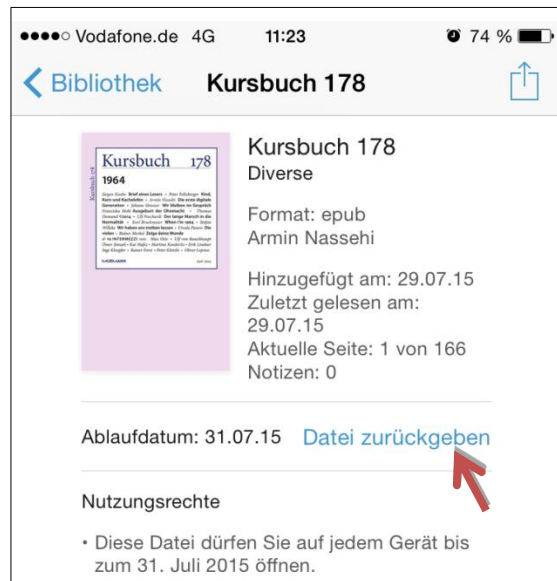 Vodafone.de 4G 11:23 74 %
Bibliothek Kursbuch 178
Kursbuch 178
1964
Kursbuch 178
Diverse
Format: epub
Armin Nassehi
Hinzugefügt am: 29.07.15
Zuletzt gelesen am:
29.07.15
Aktuelle Seite: 1 von 166
Notizen: 0
Ablaufdatum: 31.07.15 Datei zurückgeben
Nutzungsrechte
• Diese Datei dürfen Sie auf jedem Gerät bis
zum 31. Juli 2015 öffnen.